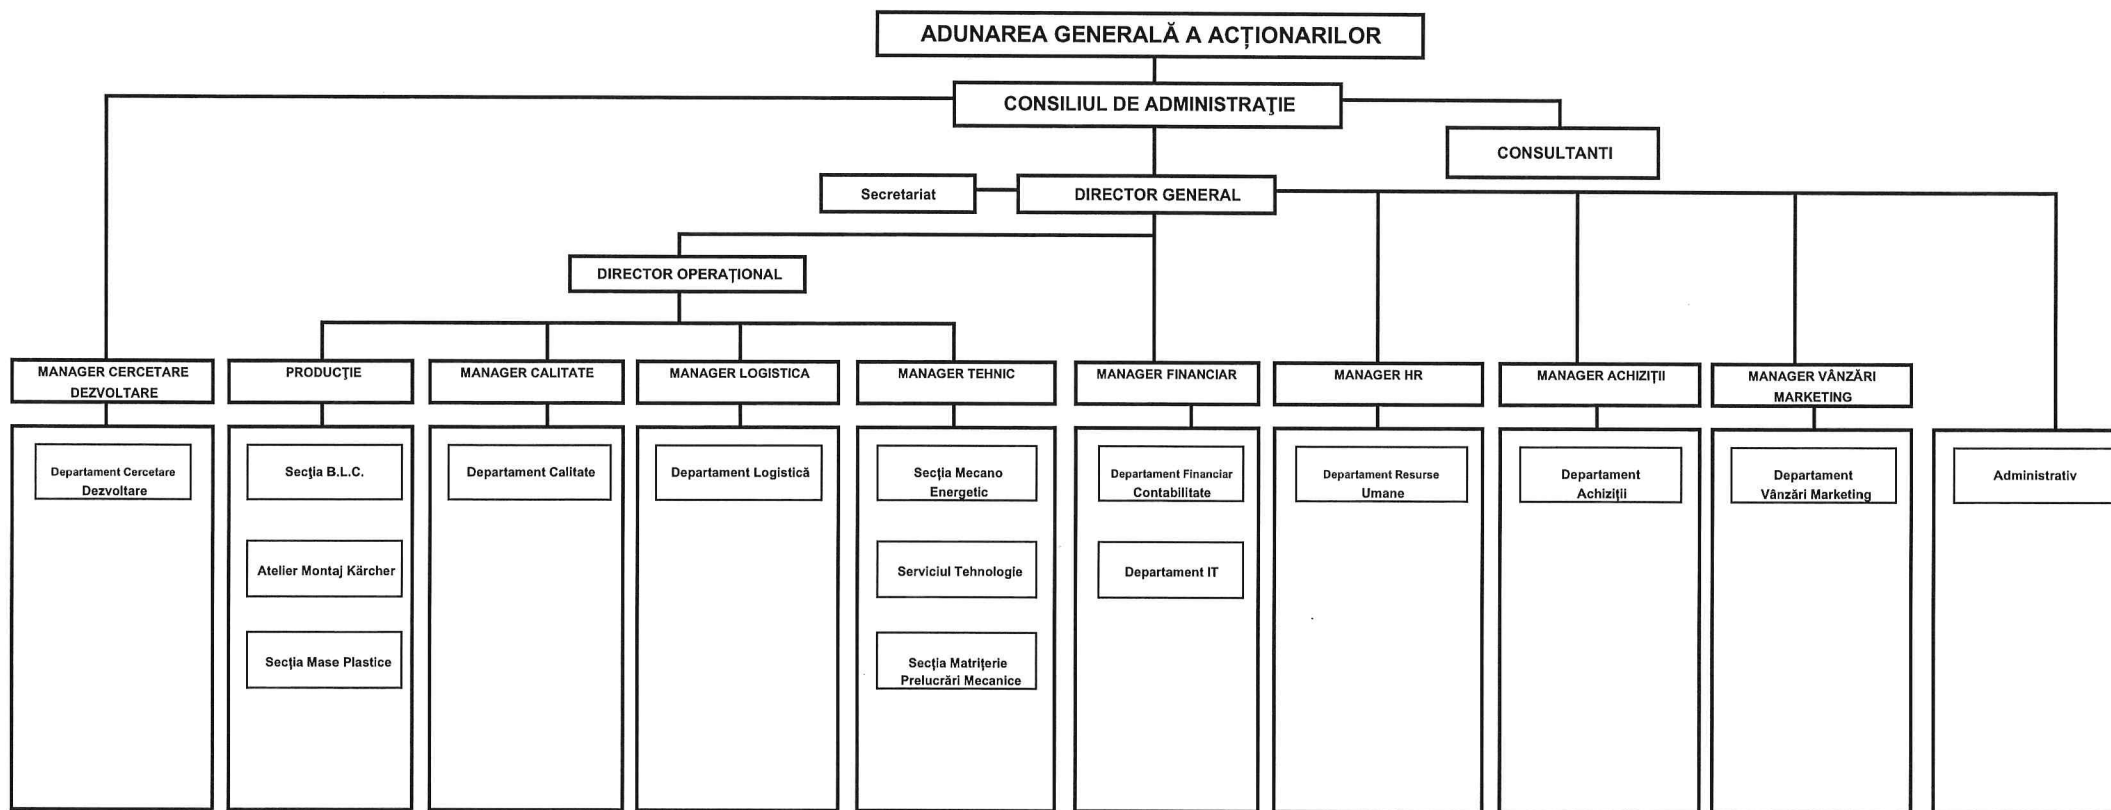 ADUNAREA GENERALĂ A ACȚIONARILOR
CONSILIUL DE ADMINISTRAŢIE
CONSULTANTI
Secretariat
DIRECTOR GENERAL
DIRECTOR OPERAȚIONAL
MANAGER CERCETARE
DEZVOLTARE
PRODUCŢIE
MANAGER CALITATE
MANAGER LOGISTICA
MANAGER TEHNIC
MANAGER FINANCIAR
MANAGER HR
MANAGER ACHIZIȚII
MANAGER VÂNZĂRI
MARKETING
Departament Cercetare
Dezvoltare
Secţia B.L.C.
Departament Calitate
Departament Logistică
Secția Mecano
Energetic
Departament Financiar
Contabilitate
Departament Resurse
Umane
Departament
Achiziții
Departament
Vânzări Marketing
Administrativ
Atelier Montaj Kärcher
Serviciul Tehnologie
Departament IT
Secția Mase Plastice
Secția Matrițerie
Prelucrări Mecanice